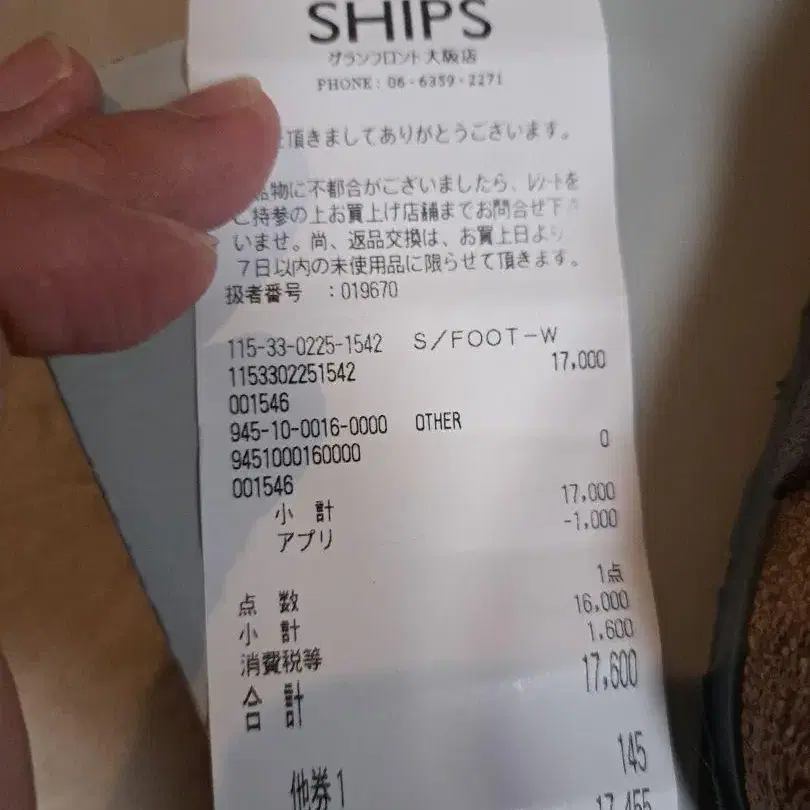 SHIPS
グランフロント大阪店
PHONE : 06-6359-2271
頂きましてありがとうございます。
物に不都合がございましたら、レシートを
ご持参の上お買上げ店舗までお問合せ下さ
いませ。尚、返品交換は、お買上日より
7日以内の未使用品に限らせて頂きます。
扱者番号 :019670
115-33-0225-1542 S/FOOT-W
1153302251542 17,000
001546
945-10-0016-0000 OTHER
9451000160000 0
001546
小 計 17,000
アプリ -1,000
点 数 1点
小 計 16,000
消費税等 1,600
合 計 17,600
他券1 145
17,455